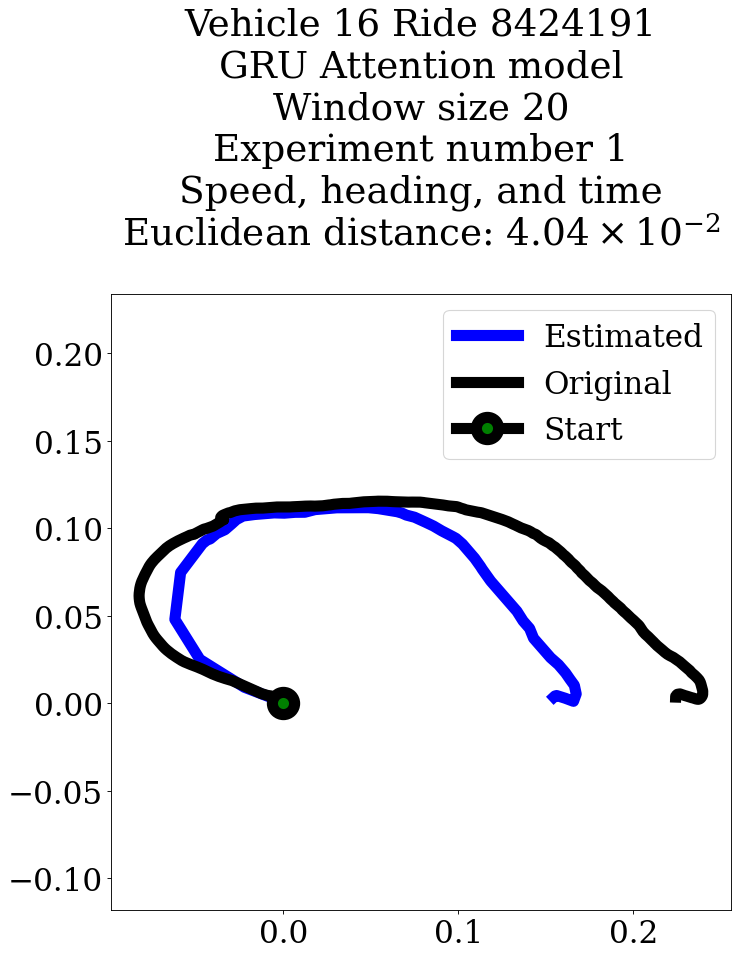 Vehicle 16 Ride 8424191
GRU Attention model
Window size 20
Experiment number 1
Speed, heading, and time
Euclidean distance: 4.04 × 10⁻²
Estimated
Original
Start
0.20
0.15
0.10
0.05
0.00
−0.05
−0.10
0.0 0.1 0.2